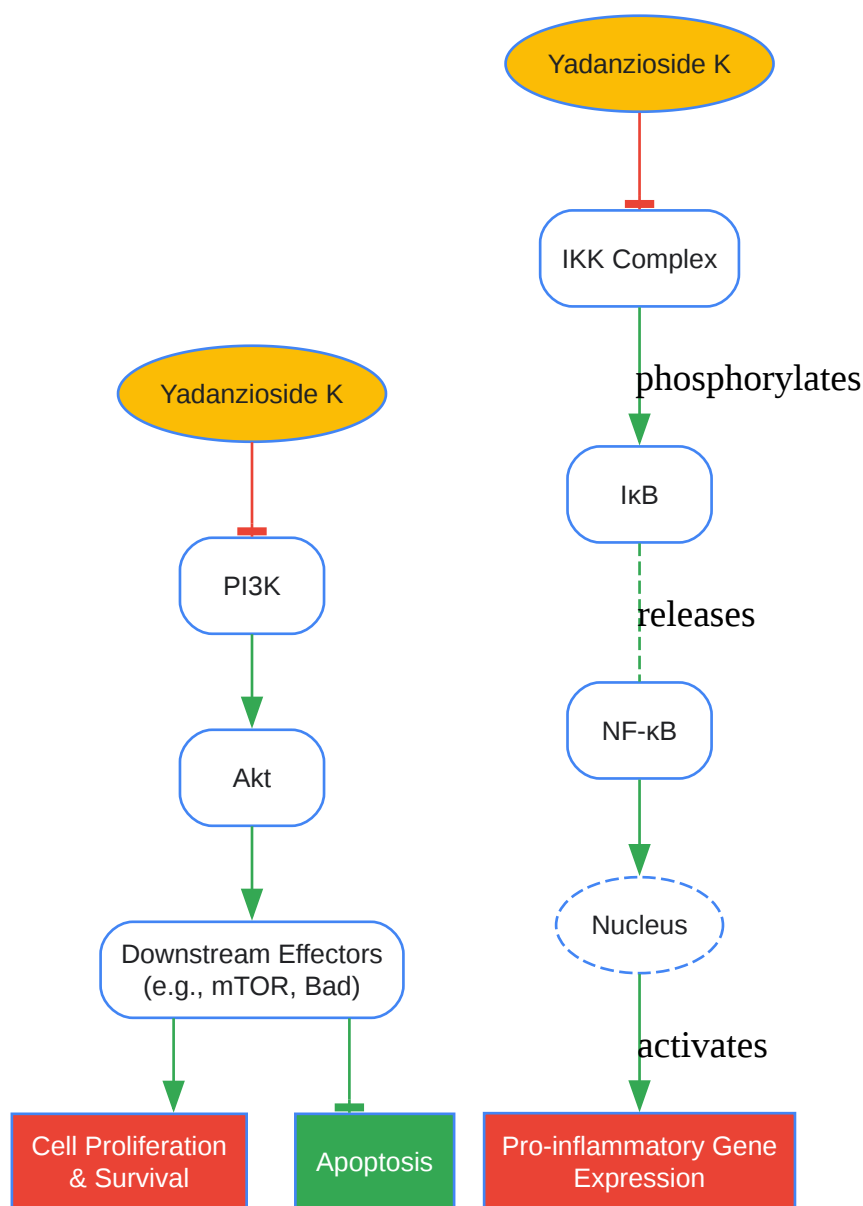 Yadanzioside K
PI3K
Akt
Downstream Effectors
(e.g., mTOR, Bad)
Cell Proliferation
& Survival
Apoptosis
Yadanzioside K
IKK Complex
phosphorylates
IκB
releases
NF-κB
Nucleus
activates
Pro-inflammatory Gene
Expression